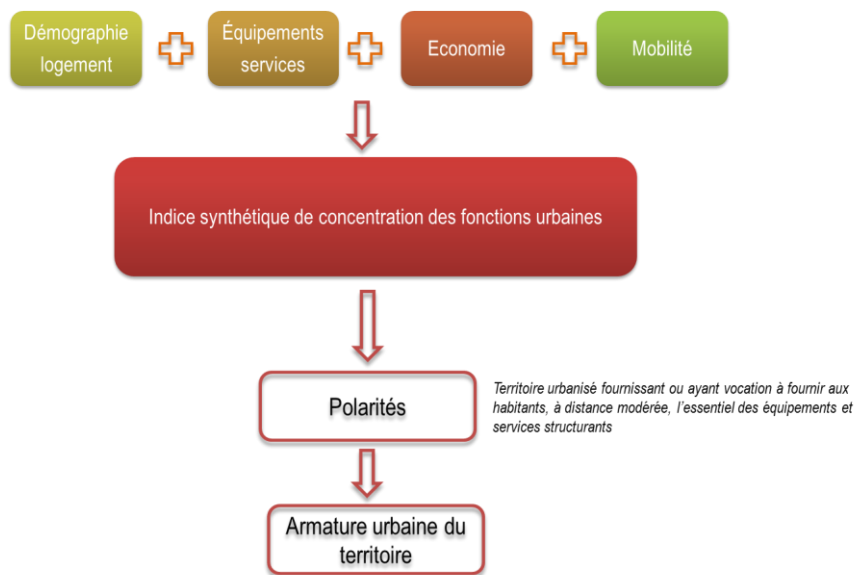 Démographie
logement
Équipements
services
Economie
Mobilité
Indice synthétique de concentration des fonctions urbaines
Polarités
Territoire urbanisé fournissant ou ayant vocation à fournir aux
habitants, à distance modérée, l'essentiel des équipements et
services structurants
Armature urbaine du
territoire